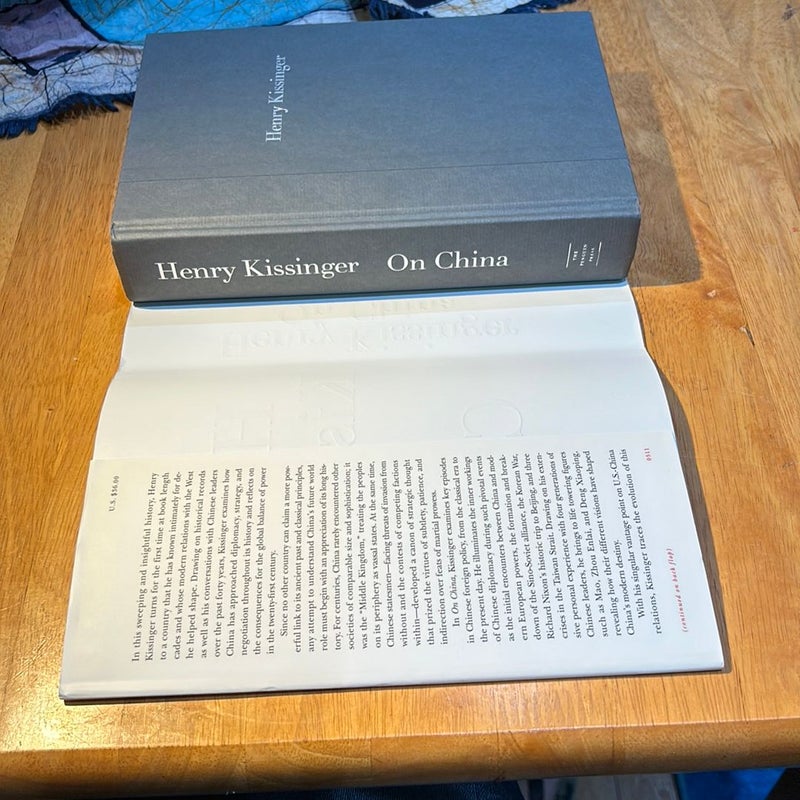 Henry Kissinger
Henry Kissinger On China
THE
PENGUIN
PRESS
On China
Henry Kissinger
U.S. $36.00
In this sweeping and insightful history, Henry
Kissinger turns for the first time at book length
to a country that he has known intimately for de-
cades and whose modern relations with the West
he helped shape. Drawing on historical records
as well as his conversations with Chinese leaders
over the past forty years, Kissinger examines how
China has approached diplomacy, strategy, and
negotiation throughout its history and reflects on
the consequences for the global balance of power
in the twenty-first century.
Since no other country can claim a more pow-
erful link to its ancient past and classical principles,
any attempt to understand China's future world
role must begin with an appreciation of its long his-
tory. For centuries, China rarely encountered other
societies of comparable size and sophistication; it
was the "Middle Kingdom," treating the peoples
on its periphery as vassal states. At the same time,
Chinese statesmen—facing threats of invasion from
without and the contests of competing factions
within—developed a canon of strategic thought
that prized the virtues of subtlety, patience, and
indirection over feats of martial prowess.
In On China, Kissinger examines key episodes
in Chinese foreign policy, from the classical era to
the present day. He illuminates the inner workings
of Chinese diplomacy during such pivotal events
as the initial encounters between China and mod-
ern European powers, the formation and break-
down of the Sino-Soviet alliance, the Korean War,
Richard Nixon's historic trip to Beijing, and three
crises in the Taiwan Strait. Drawing on his exten-
sive personal experience with four generations of
Chinese leaders, he brings to life towering figures
such as Mao, Zhou Enlai, and Deng Xiaoping,
revealing how their different visions have shaped
China's modern destiny.
With his singular vantage point on U.S.-China
relations, Kissinger traces the evolution of this
(continued on back flap)
0511